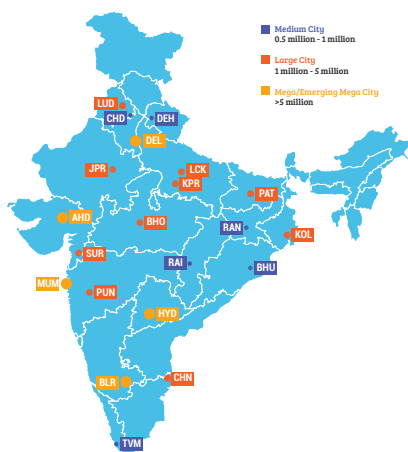 Medium City
0.5 million - 1 million
Large City
1 million - 5 million
Mega/Emerging Mega City
>5 million
LUD
CHD
DEH
DEL
JPR
LCK
KPR
PAT
AHD
BHO
RAN
KOL
SUR
RAI
BHU
MUM
PUN
HYD
BLR
CHN
TVM